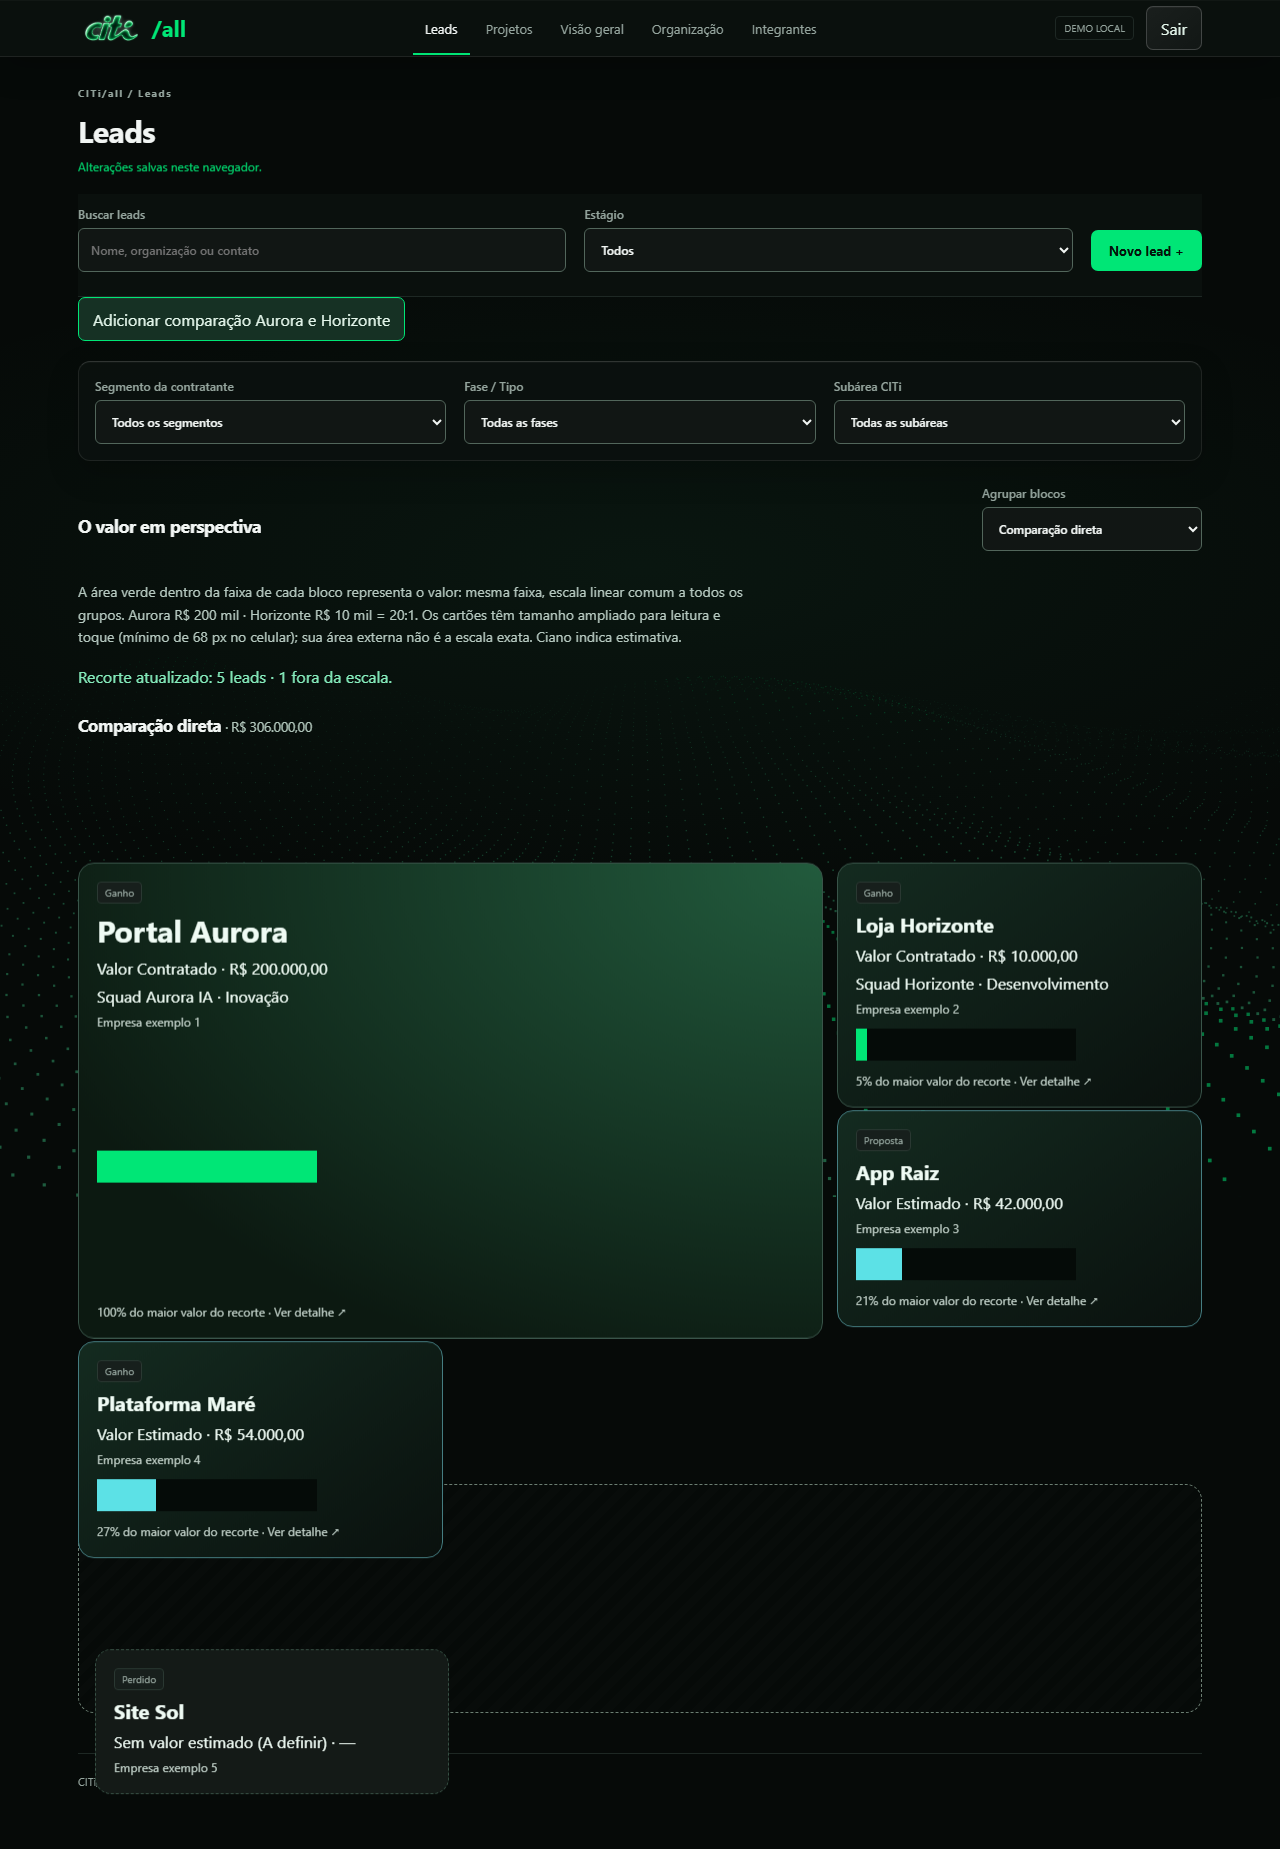 citi /all
Leads
Projetos
Visão geral
Organização
Integrantes
DEMO LOCAL
Sair
CITi/all / Leads
Leads
Alterações salvas neste navegador.
Buscar leads
Nome, organização ou contato
Estágio
Todos
Novo lead +
Adicionar comparação Aurora e Horizonte
Segmento da contratante
Todos os segmentos
Fase / Tipo
Todas as fases
Subárea CITi
Todas as subáreas
O valor em perspectiva
Agrupar blocos
Comparação direta
A área verde dentro da faixa de cada bloco representa o valor: mesma faixa, escala linear comum a todos os
grupos. Aurora R$ 200 mil · Horizonte R$ 10 mil = 20:1. Os cartões têm tamanho ampliado para leitura e
toque (mínimo de 68 px no celular); sua área externa não é a escala exata. Ciano indica estimativa.
Recorte atualizado: 5 leads · 1 fora da escala.
Comparação direta · R$ 306.000,00
Ganho
Portal Aurora
Valor Contratado · R$ 200.000,00
Squad Aurora IA · Inovação
Empresa exemplo 1
100% do maior valor do recorte · Ver detalhe ↗
Ganho
Loja Horizonte
Valor Contratado · R$ 10.000,00
Squad Horizonte · Desenvolvimento
Empresa exemplo 2
5% do maior valor do recorte · Ver detalhe ↗
Proposta
App Raiz
Valor Estimado · R$ 42.000,00
Empresa exemplo 3
21% do maior valor do recorte · Ver detalhe ↗
Ganho
Plataforma Maré
Valor Estimado · R$ 54.000,00
Empresa exemplo 4
27% do maior valor do recorte · Ver detalhe ↗
Perdido
Site Sol
Sem valor estimado (A definir) · —
Empresa exemplo 5
CITi